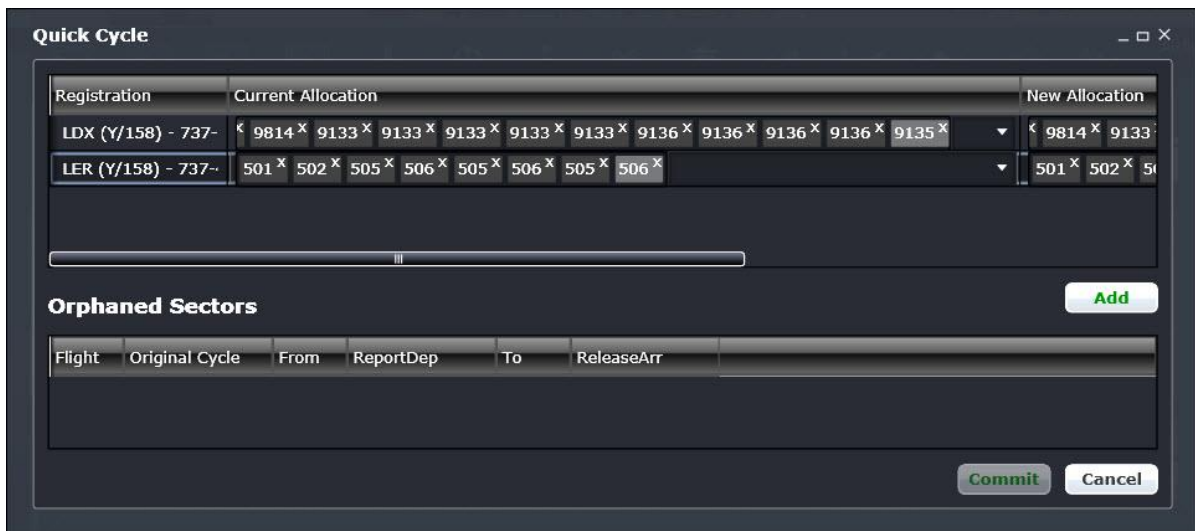 Quick Cycle
Registration Current Allocation New Allocation
LDX (Y/158) - 737- x 9814 x 9133 x 9133 x 9133 x 9133 x 9133 x 9136 x 9136 x 9136 x 9136 x 9135 x x 9814 x 9133
LER (Y/158) - 737- 501 x 502 x 505 x 506 x 505 x 506 x 505 x 506 x 501 x 502 x
Add
Orphaned Sectors
Flight Original Cycle From ReportDep To ReleaseArr
Commit Cancel